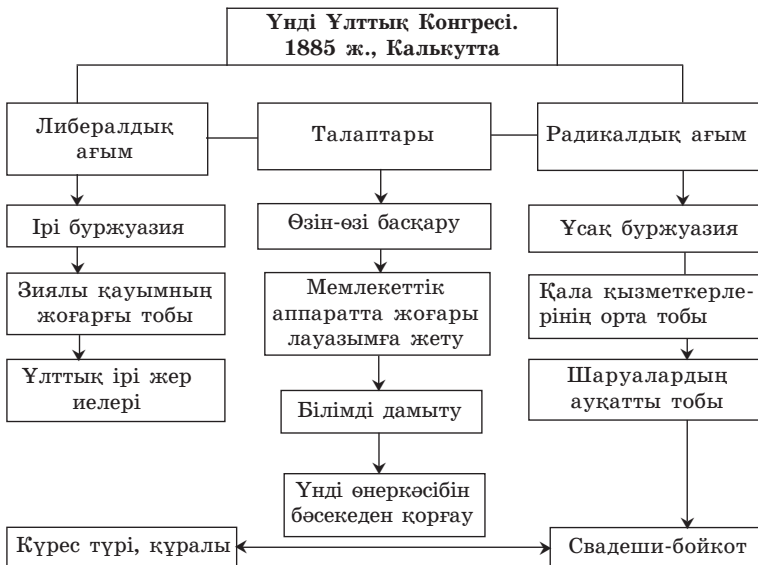 Үнді Ұлттық Конгресі.
1885 ж., Калькутта
Либералдық
ағым
Талаптары
Радикалдық ағым
Ірі буржуазия
Өзін-өзі басқару
Ұсақ буржуазия
Зиялы қауымның
жоғарғы тобы
Мемлекеттік
аппаратта жоғары
лауазымға жету
Қала қызметкерле-
рінің орта тобы
Ұлттық ірі жер
иелері
Білімді дамыту
Шаруалардың
ауқатты тобы
Үнді өнеркәсібін
бәсекеден қорғау
Күрес түрі, құралы
Свадеши-бойкот